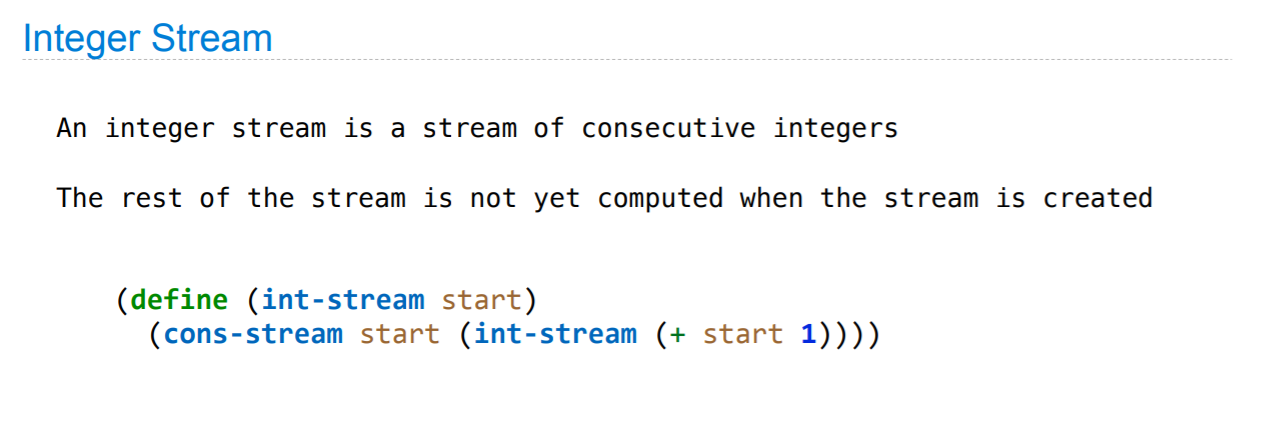 Integer Stream
An integer stream is a stream of consecutive integers
The rest of the stream is not yet computed when the stream is created
(define (int-stream start)
(cons-stream start (int-stream (+ start 1))))